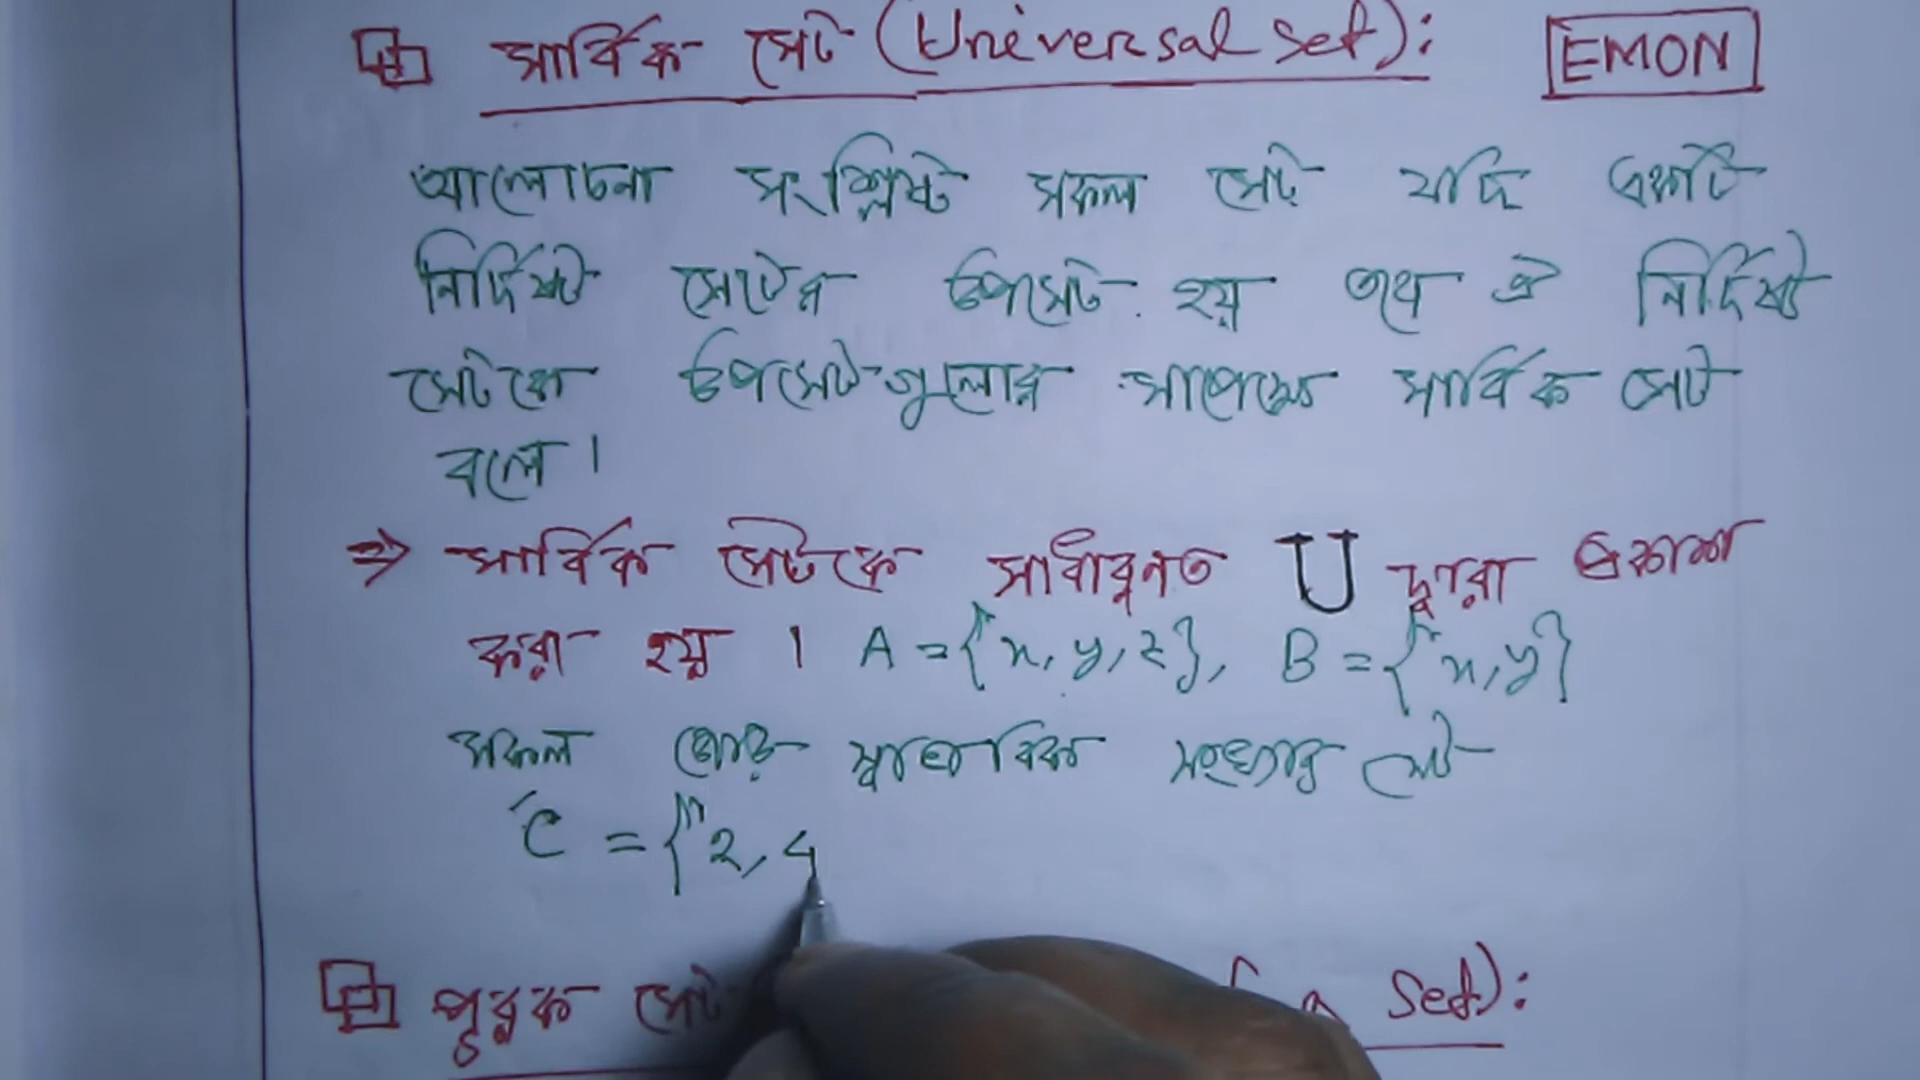 সার্বিক সেট (Universal Set): EMON
আলোচনা সংশ্লিষ্ট সকল সেট যদি একটি
নির্দিষ্ট সেটের উপসেট হয় তবে ঐ নির্দিষ্ট
সেটকে উপসেটগুলোর সাপেক্ষে সার্বিক সেট
বলে।
⇒ সার্বিক সেটকে সাধারনত U দ্বারা প্রকাশ
করা হয়। A = {x, y, z}, B = {x, y}
সকল জোড় স্বাভাবিক সংখ্যার সেট
C = {2, 4
পূরক সেট Set):